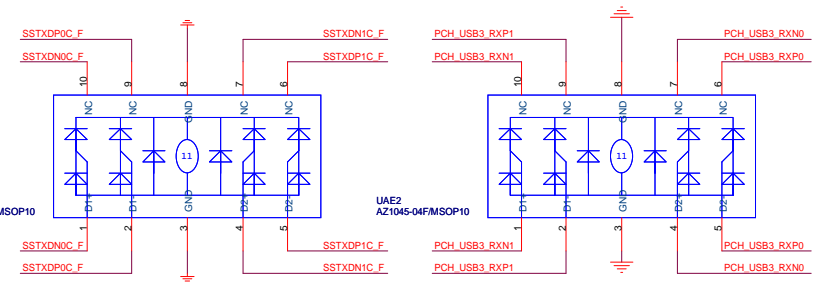 SSTXDP0C_F
SSTXDN1C_F
PCH_USB3_RXP1
PCH_USB3_RXN0
SSTXDN0C_F
SSTXDP1C_F
PCH_USB3_RXN1
PCH_USB3_RXP0
10 9 8 7 6
10 9 8 7 6
NC NC GND NC NC
NC NC GND NC NC
11
11
D1+ D1+ GND D2+ D2-
D1+ D1+ GND D2+ D2-
UAE2
MSOP10
AZ1045-04F/MSOP10
1 2 3 4 5
1 2 3 4 5
SSTXDN0C_F
SSTXDP1C_F
PCH_USB3_RXN1
PCH_USB3_RXP0
SSTXDP0C_F
SSTXDN1C_F
PCH_USB3_RXP1
PCH_USB3_RXN0